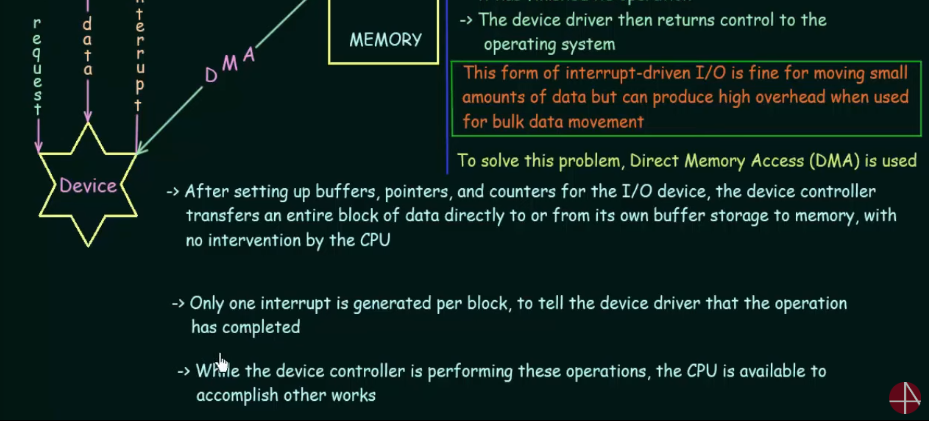 -> The device driver then returns control to the
operating system
request
data
nterrupt
DMA
MEMORY
This form of interrupt-driven I/O is fine for moving small
amounts of data but can produce high overhead when used
for bulk data movement
To solve this problem, Direct Memory Access (DMA) is used
Device
-> After setting up buffers, pointers, and counters for the I/O device, the device controller
transfers an entire block of data directly to or from its own buffer storage to memory, with
no intervention by the CPU
-> Only one interrupt is generated per block, to tell the device driver that the operation
has completed
-> While the device controller is performing these operations, the CPU is available to
accomplish other works